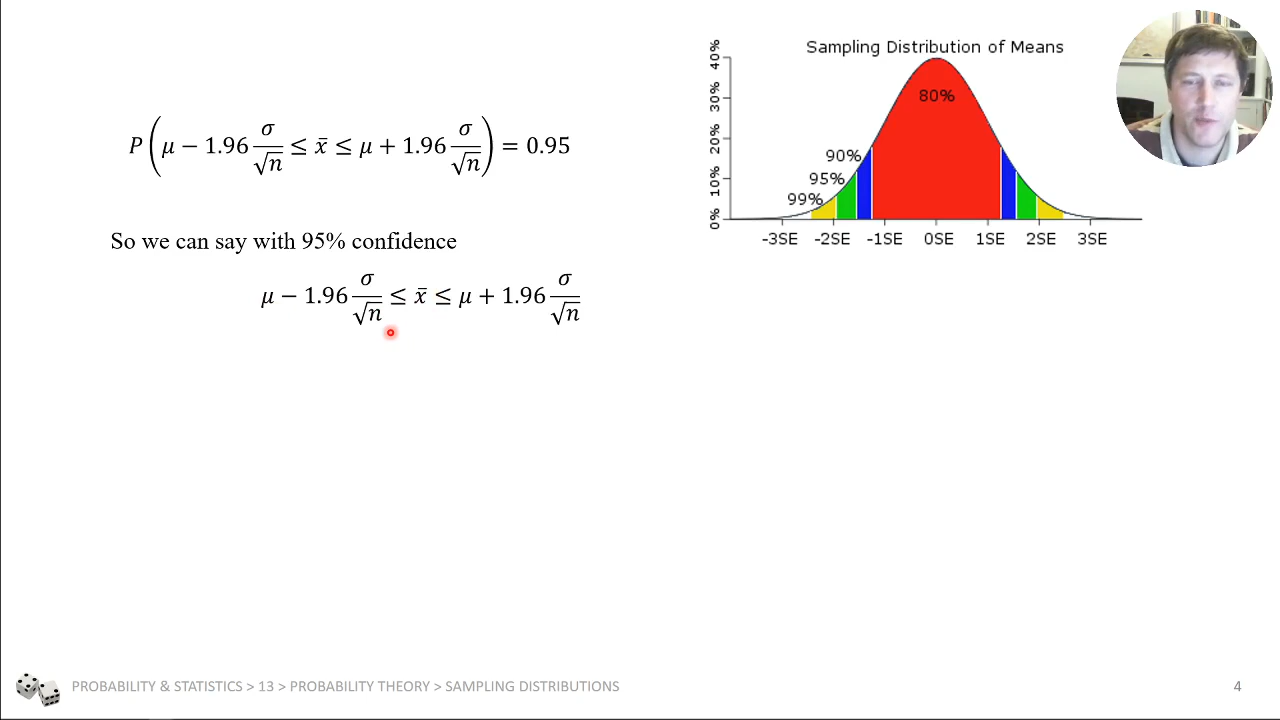 Sampling Distribution of Means
40%
30%
20%
10%
0%
80%
90%
95%
99%
-3SE -2SE -1SE 0SE 1SE 2SE 3SE
P(μ − 1.96 σ/√n ≤ x̄ ≤ μ + 1.96 σ/√n) = 0.95
So we can say with 95% confidence
μ − 1.96 σ/√n ≤ x̄ ≤ μ + 1.96 σ/√n
PROBABILITY & STATISTICS > 13 > PROBABILITY THEORY > SAMPLING DISTRIBUTIONS
4